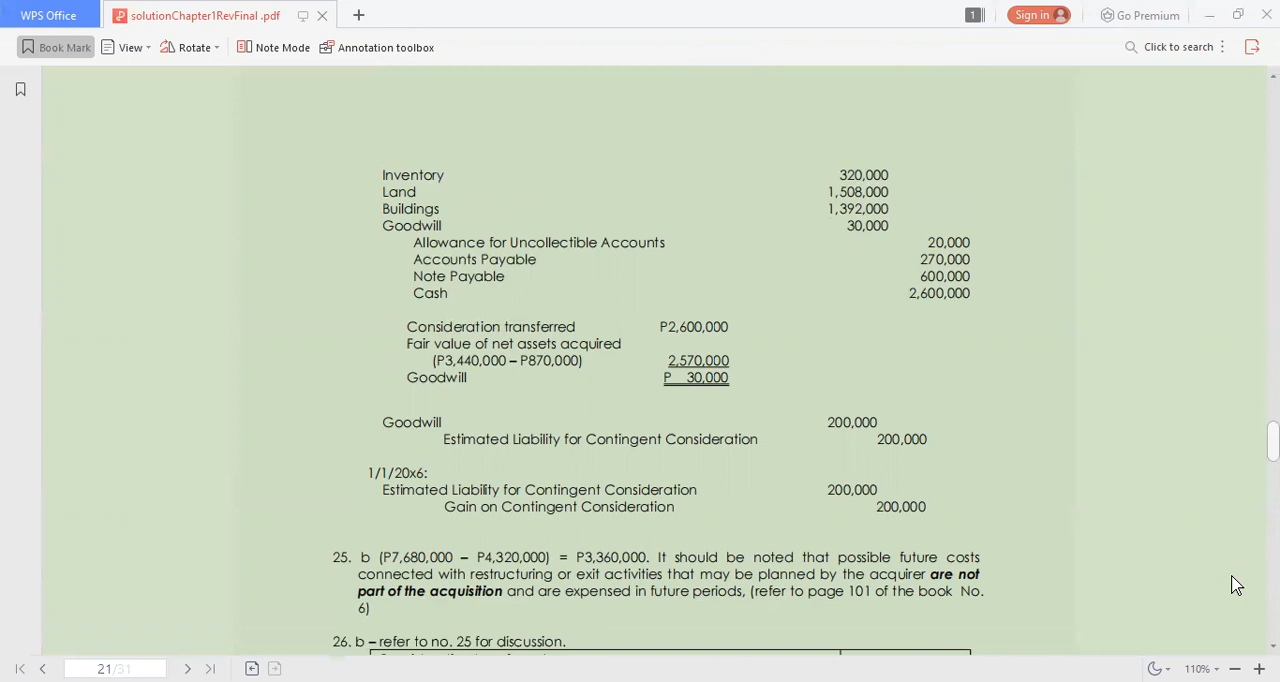 WPS Office
solutionChapter1RevFinal .pdf
1
Sign in
Go Premium
Book Mark
View
Rotate
Note Mode
Annotation toolbox
Click to search
Inventory 320,000
Land 1,508,000
Buildings 1,392,000
Goodwill 30,000
Allowance for Uncollectible Accounts 20,000
Accounts Payable 270,000
Note Payable 600,000
Cash 2,600,000
Consideration transferred P2,600,000
Fair value of net assets acquired
(P3,440,000 – P870,000) 2,570,000
Goodwill P 30,000
Goodwill 200,000
Estimated Liability for Contingent Consideration 200,000
1/1/20x6:
Estimated Liability for Contingent Consideration 200,000
Gain on Contingent Consideration 200,000
25. b (P7,680,000 – P4,320,000) = P3,360,000. It should be noted that possible future costs
connected with restructuring or exit activities that may be planned by the acquirer are not
part of the acquisition and are expensed in future periods, (refer to page 101 of the book No.
6)
26. b – refer to no. 25 for discussion.
21/31
110%